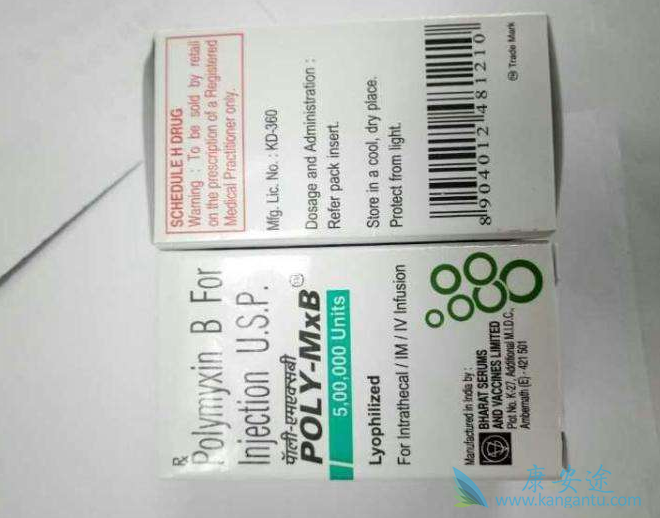 SCHEDULE H DRUG
Warning : To be sold by retail
on the prescription of a Registered
Medical Practitioner only.
Mfg. Lic. No. : KD-360
Dosage and Administration :
Refer pack insert.
Store in a cool, dry place.
Protect from light.
8 904012 481210
TM Trade Mark
Rx
Polymyxin B For
Injection U.S.P.
पॉली-एमएक्सबी
POLY-MxB TM
5,00,000 Units
Lyophilized
For Intrathecal / IM / IV Infusion
Manufactured in India by :
BHARAT SERUMS
AND VACCINES LIMITED
Plot No. K-27, Additional M.I.D.C.,
Ambernath (E) - 421 501
康安途
www.kangantu.com